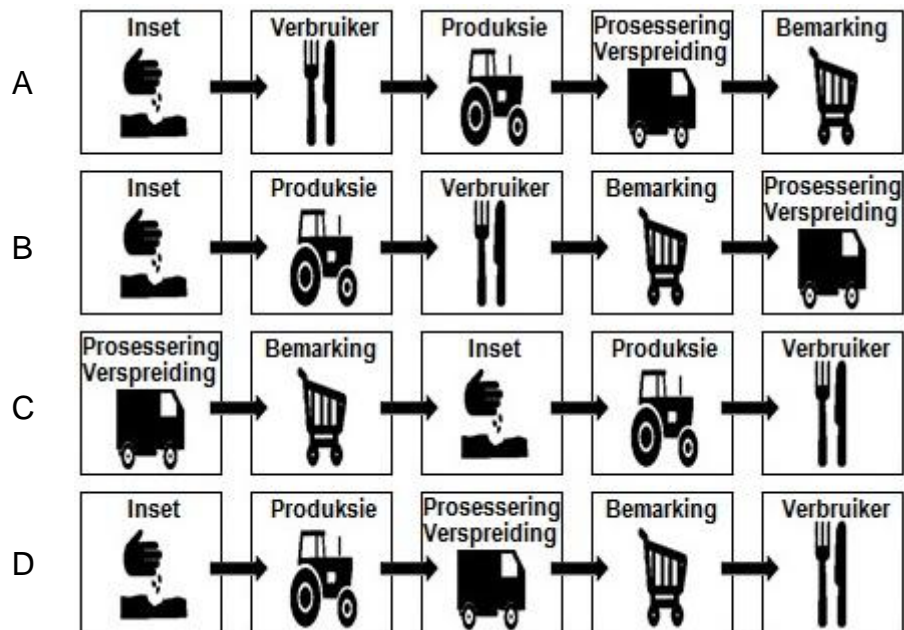 A
Inset
Verbruiker
Produksie
Prosessering
Verspreiding
Bemarking
B
Inset
Produksie
Verbruiker
Bemarking
Prosessering
Verspreiding
C
Prosessering
Verspreiding
Bemarking
Inset
Produksie
Verbruiker
D
Inset
Produksie
Prosessering
Verspreiding
Bemarking
Verbruiker